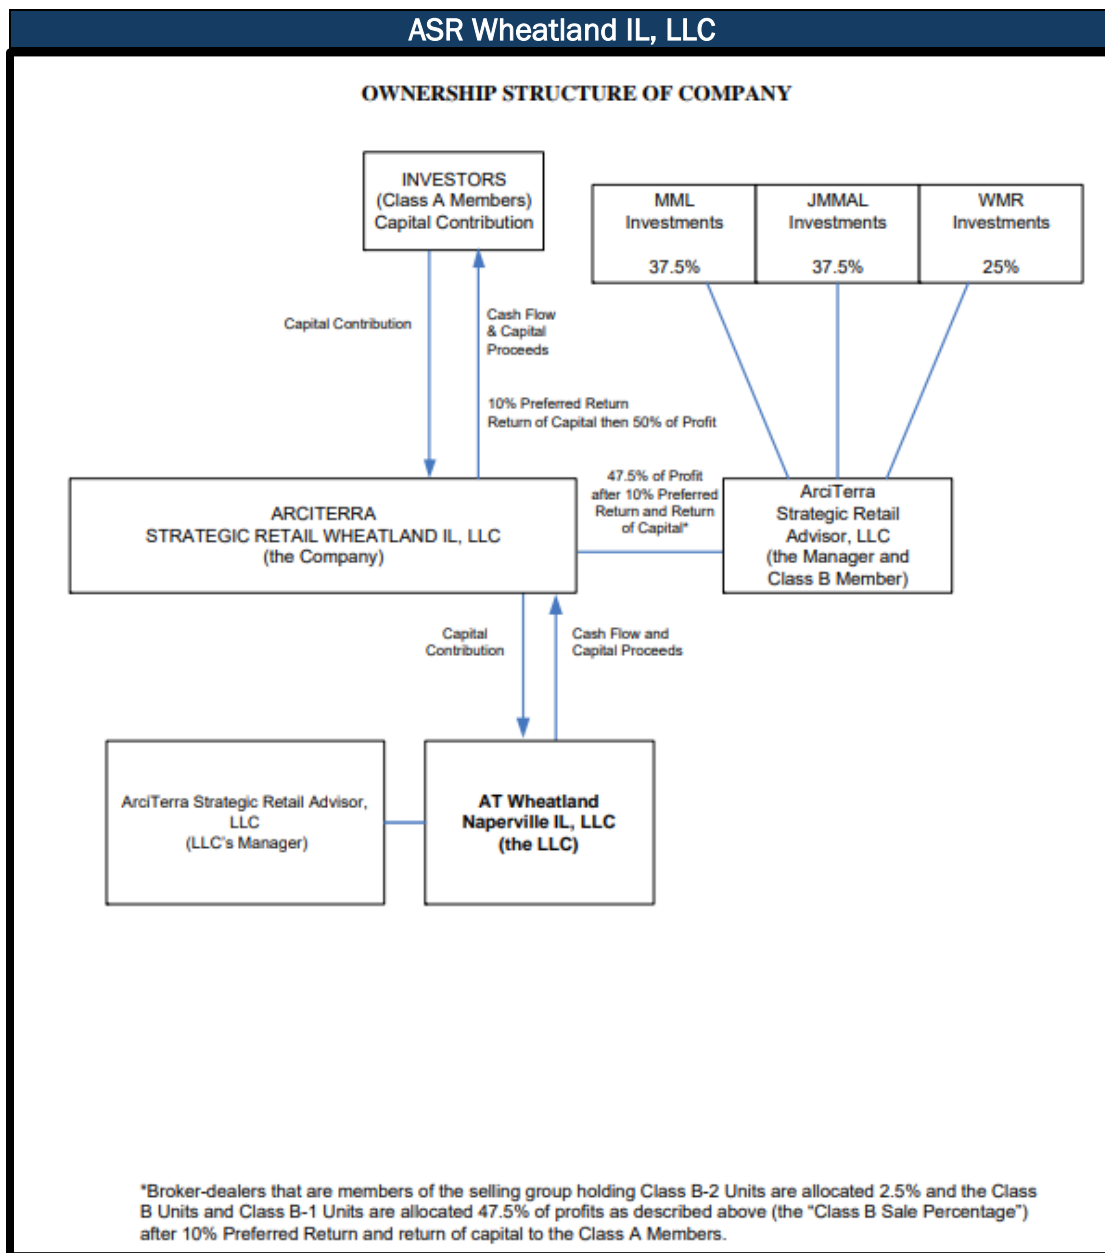 ASR Wheatland IL, LLC
OWNERSHIP STRUCTURE OF COMPANY
INVESTORS
(Class A Members)
Capital Contribution
MML
Investments
37.5%
JMMAL
Investments
37.5%
WMR
Investments
25%
Capital Contribution
Cash Flow
& Capital
Proceeds
10% Preferred Return
Return of Capital then 50% of Profit
ARCITERRA
STRATEGIC RETAIL WHEATLAND IL, LLC
(the Company)
47.5% of Profit
after 10% Preferred
Return and Return
of Capital*
ArciTerra
Strategic Retail
Advisor, LLC
(the Manager and
Class B Member)
Capital
Contribution
Cash Flow and
Capital Proceeds
ArciTerra Strategic Retail Advisor,
LLC
(LLC's Manager)
AT Wheatland
Naperville IL, LLC
(the LLC)
*Broker-dealers that are members of the selling group holding Class B-2 Units are allocated 2.5% and the Class
B Units and Class B-1 Units are allocated 47.5% of profits as described above (the “Class B Sale Percentage”)
after 10% Preferred Return and return of capital to the Class A Members.